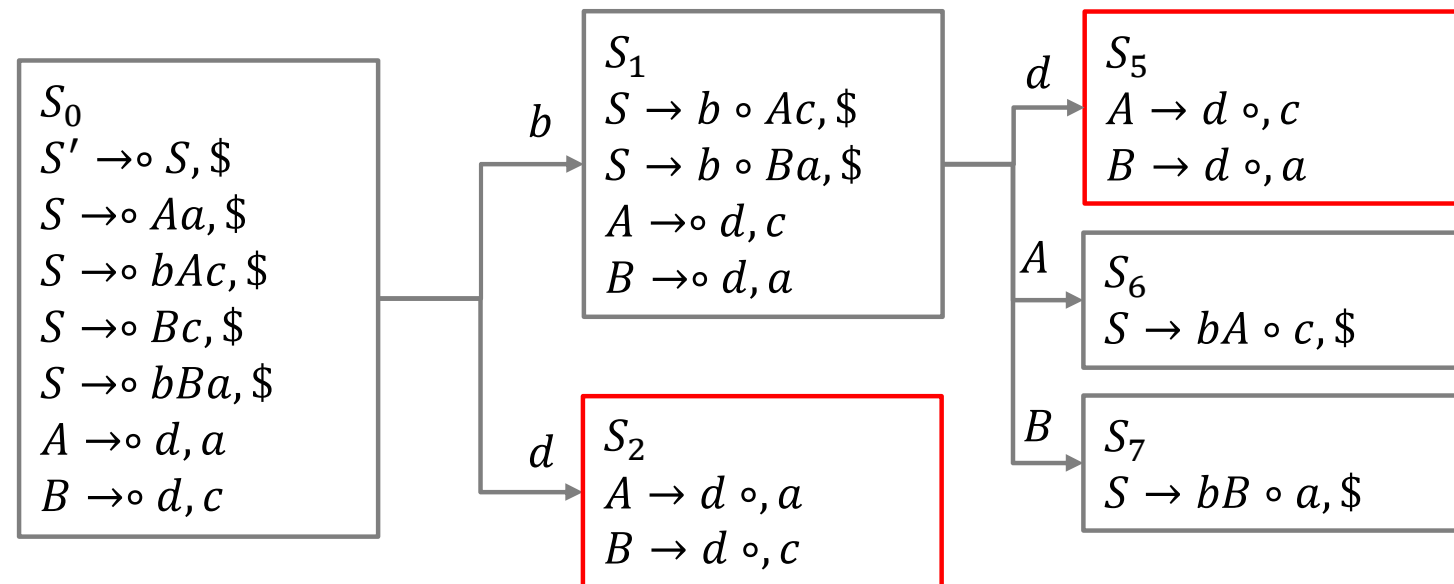 S₀
S′ →∘ S, $
S →∘ Aa, $
S →∘ bAc, $
S →∘ Bc, $
S →∘ bBa, $
A →∘ d, a
B →∘ d, c
b
d
S₁
S → b ∘ Ac, $
S → b ∘ Ba, $
A →∘ d, c
B →∘ d, a
S₂
A → d ∘, a
B → d ∘, c
d
A
B
S₅
A → d ∘, c
B → d ∘, a
S₆
S → bA ∘ c, $
S₇
S → bB ∘ a, $